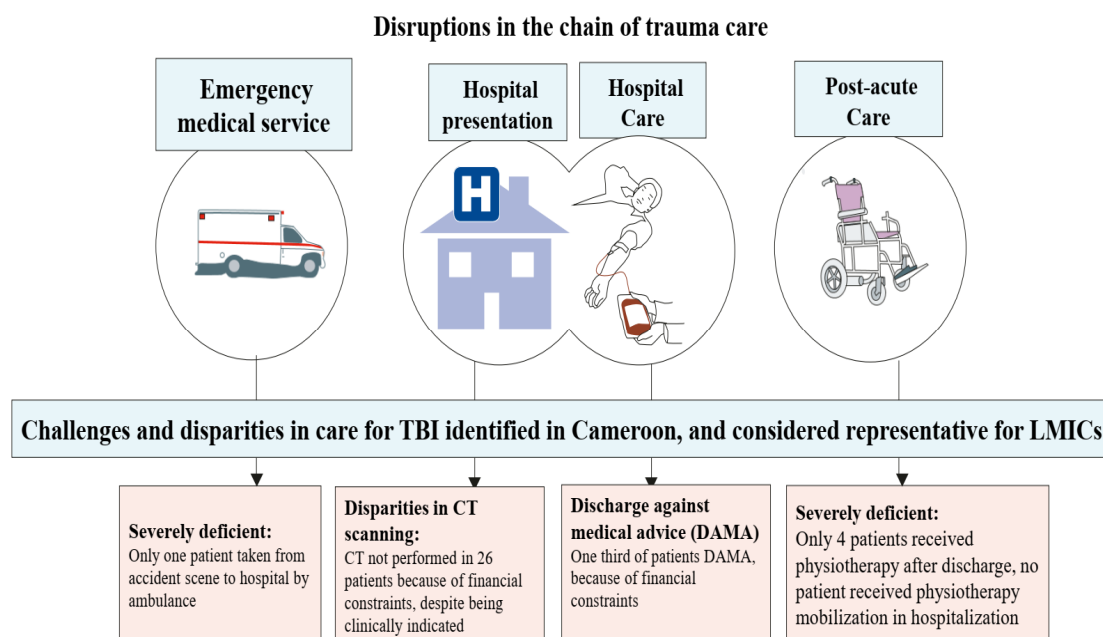 Disruptions in the chain of trauma care
Emergency
medical service
Hospital
presentation
Hospital
Care
Post-acute
Care
H
Challenges and disparities in care for TBI identified in Cameroon, and considered representative for LMICs
Severely deficient:
Only one patient taken from
accident scene to hospital by
ambulance
Disparities in CT
scanning:
CT not performed in 26
patients because of financial
constraints, despite being
clinically indicated
Discharge against
medical advice (DAMA)
One third of patients DAMA,
because of financial
constraints
Severely deficient:
Only 4 patients received
physiotherapy after discharge, no
patient received physiotherapy
mobilization in hospitalization